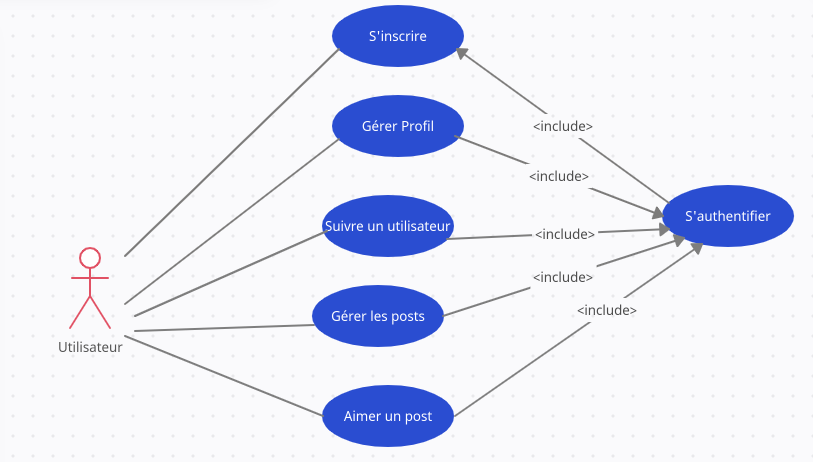 S'inscrire
<include>
Gérer Profil
<include>
S'authentifier
Suivre un utilisateur
<include>
<include>
Gérer les posts
<include>
Utilisateur
Aimer un post